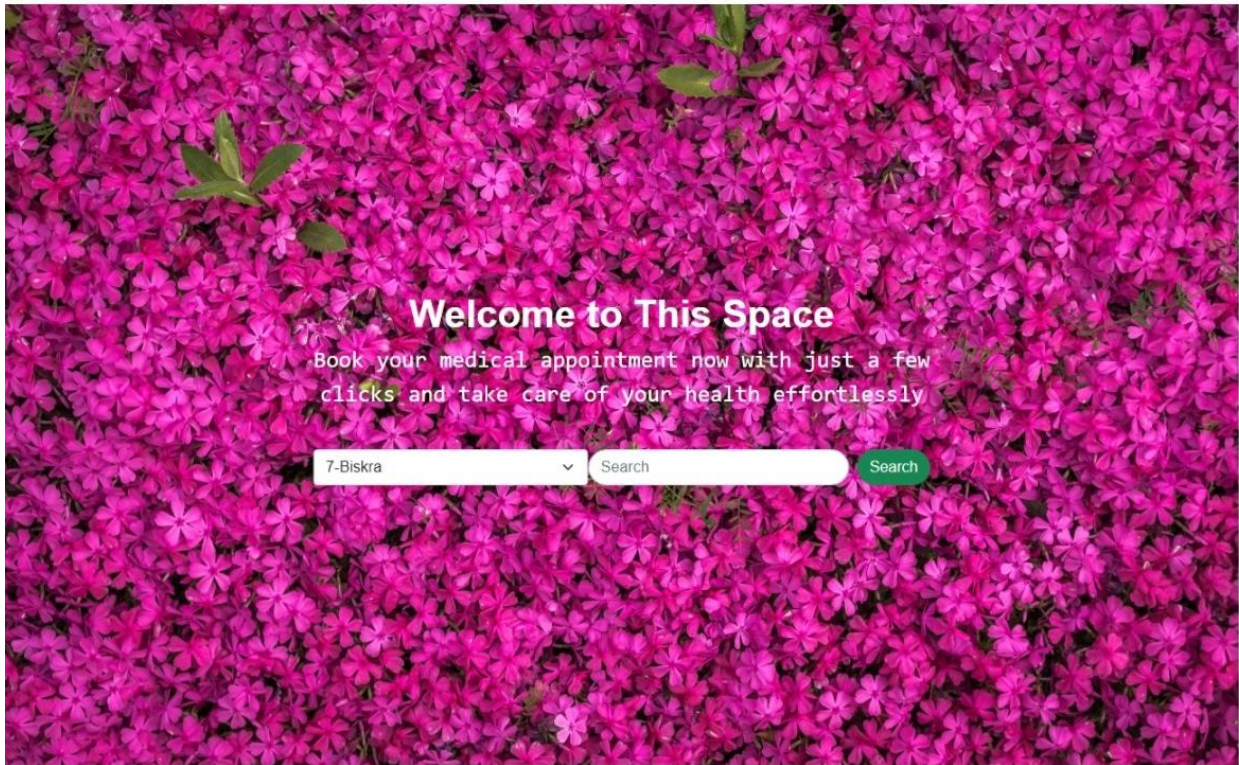 Welcome to This Space
Book your medical appointment now with just a few
clicks and take care of your health effortlessly
7-Biskra Search Search